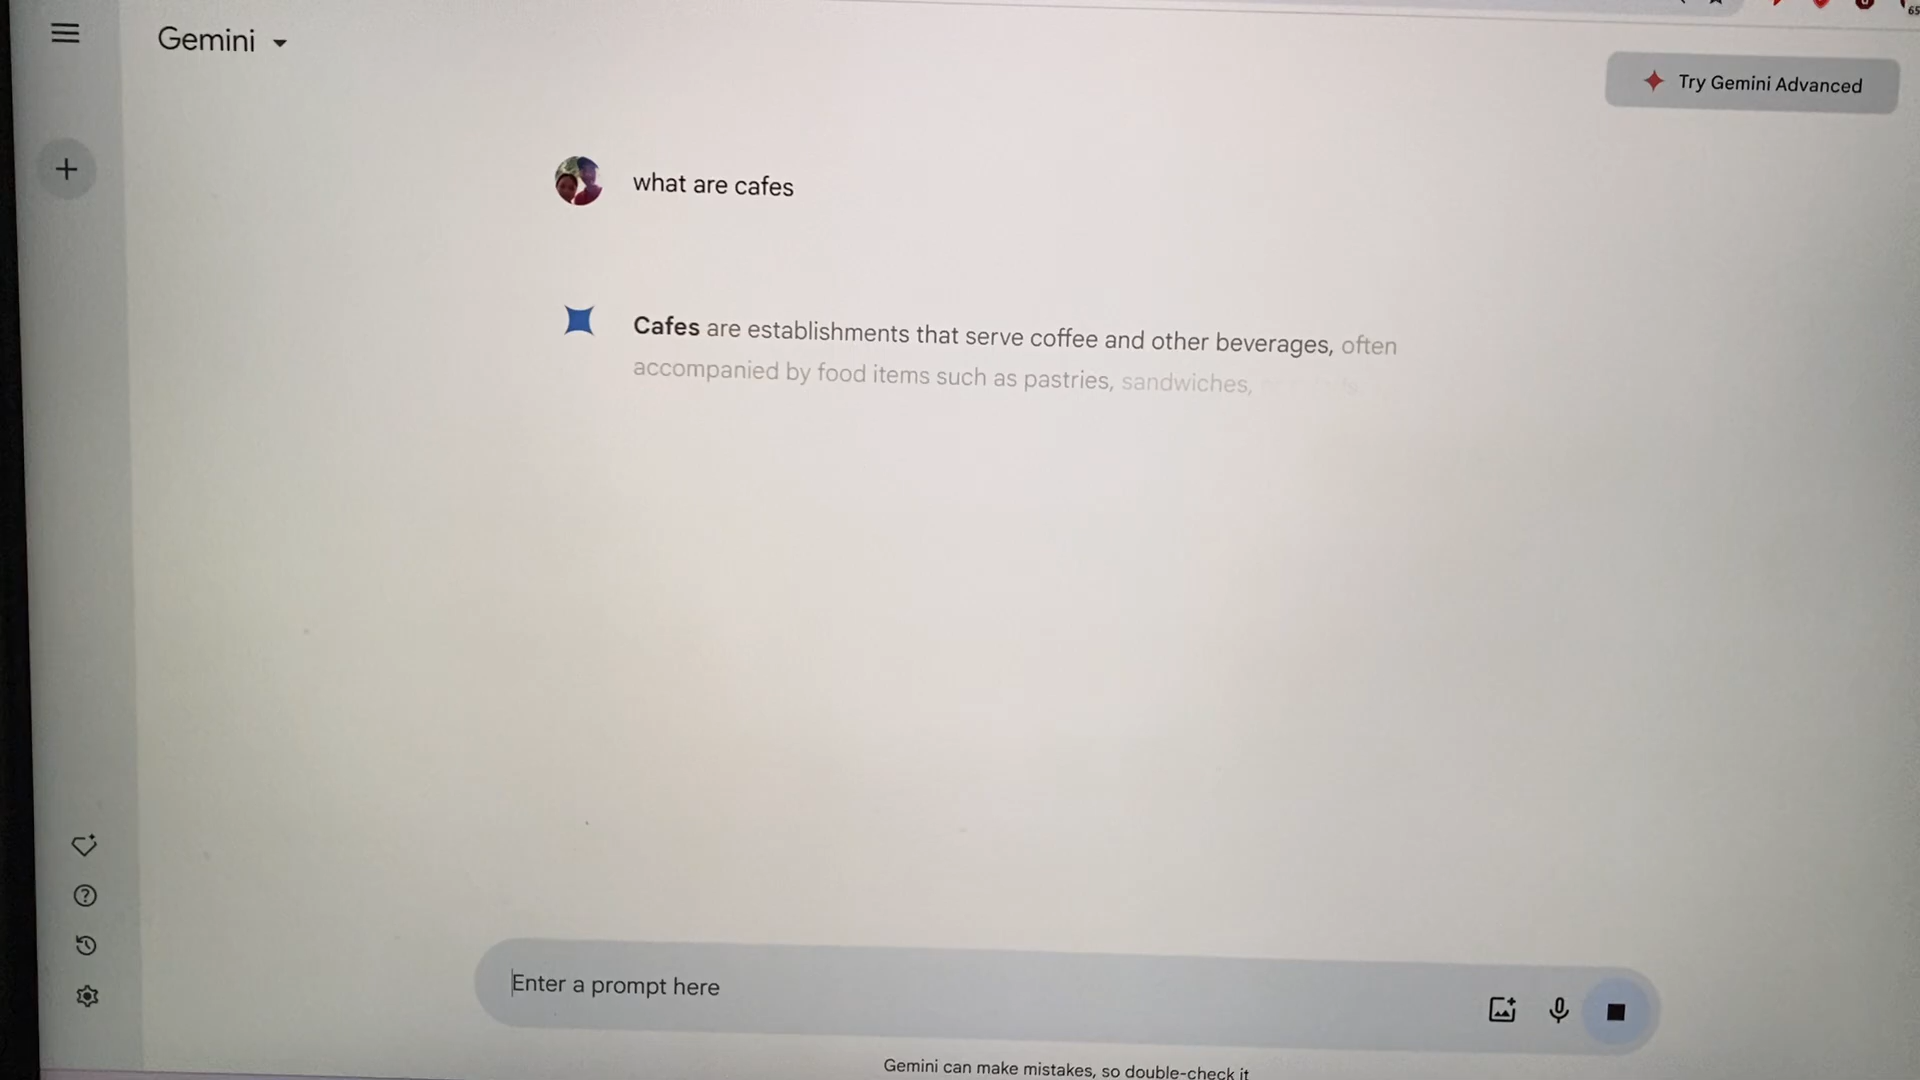 Gemini
Try Gemini Advanced
65
what are cafes
Cafes are establishments that serve coffee and other beverages, often
accompanied by food items such as pastries, sandwiches,
Enter a prompt here
Gemini can make mistakes, so double-check it